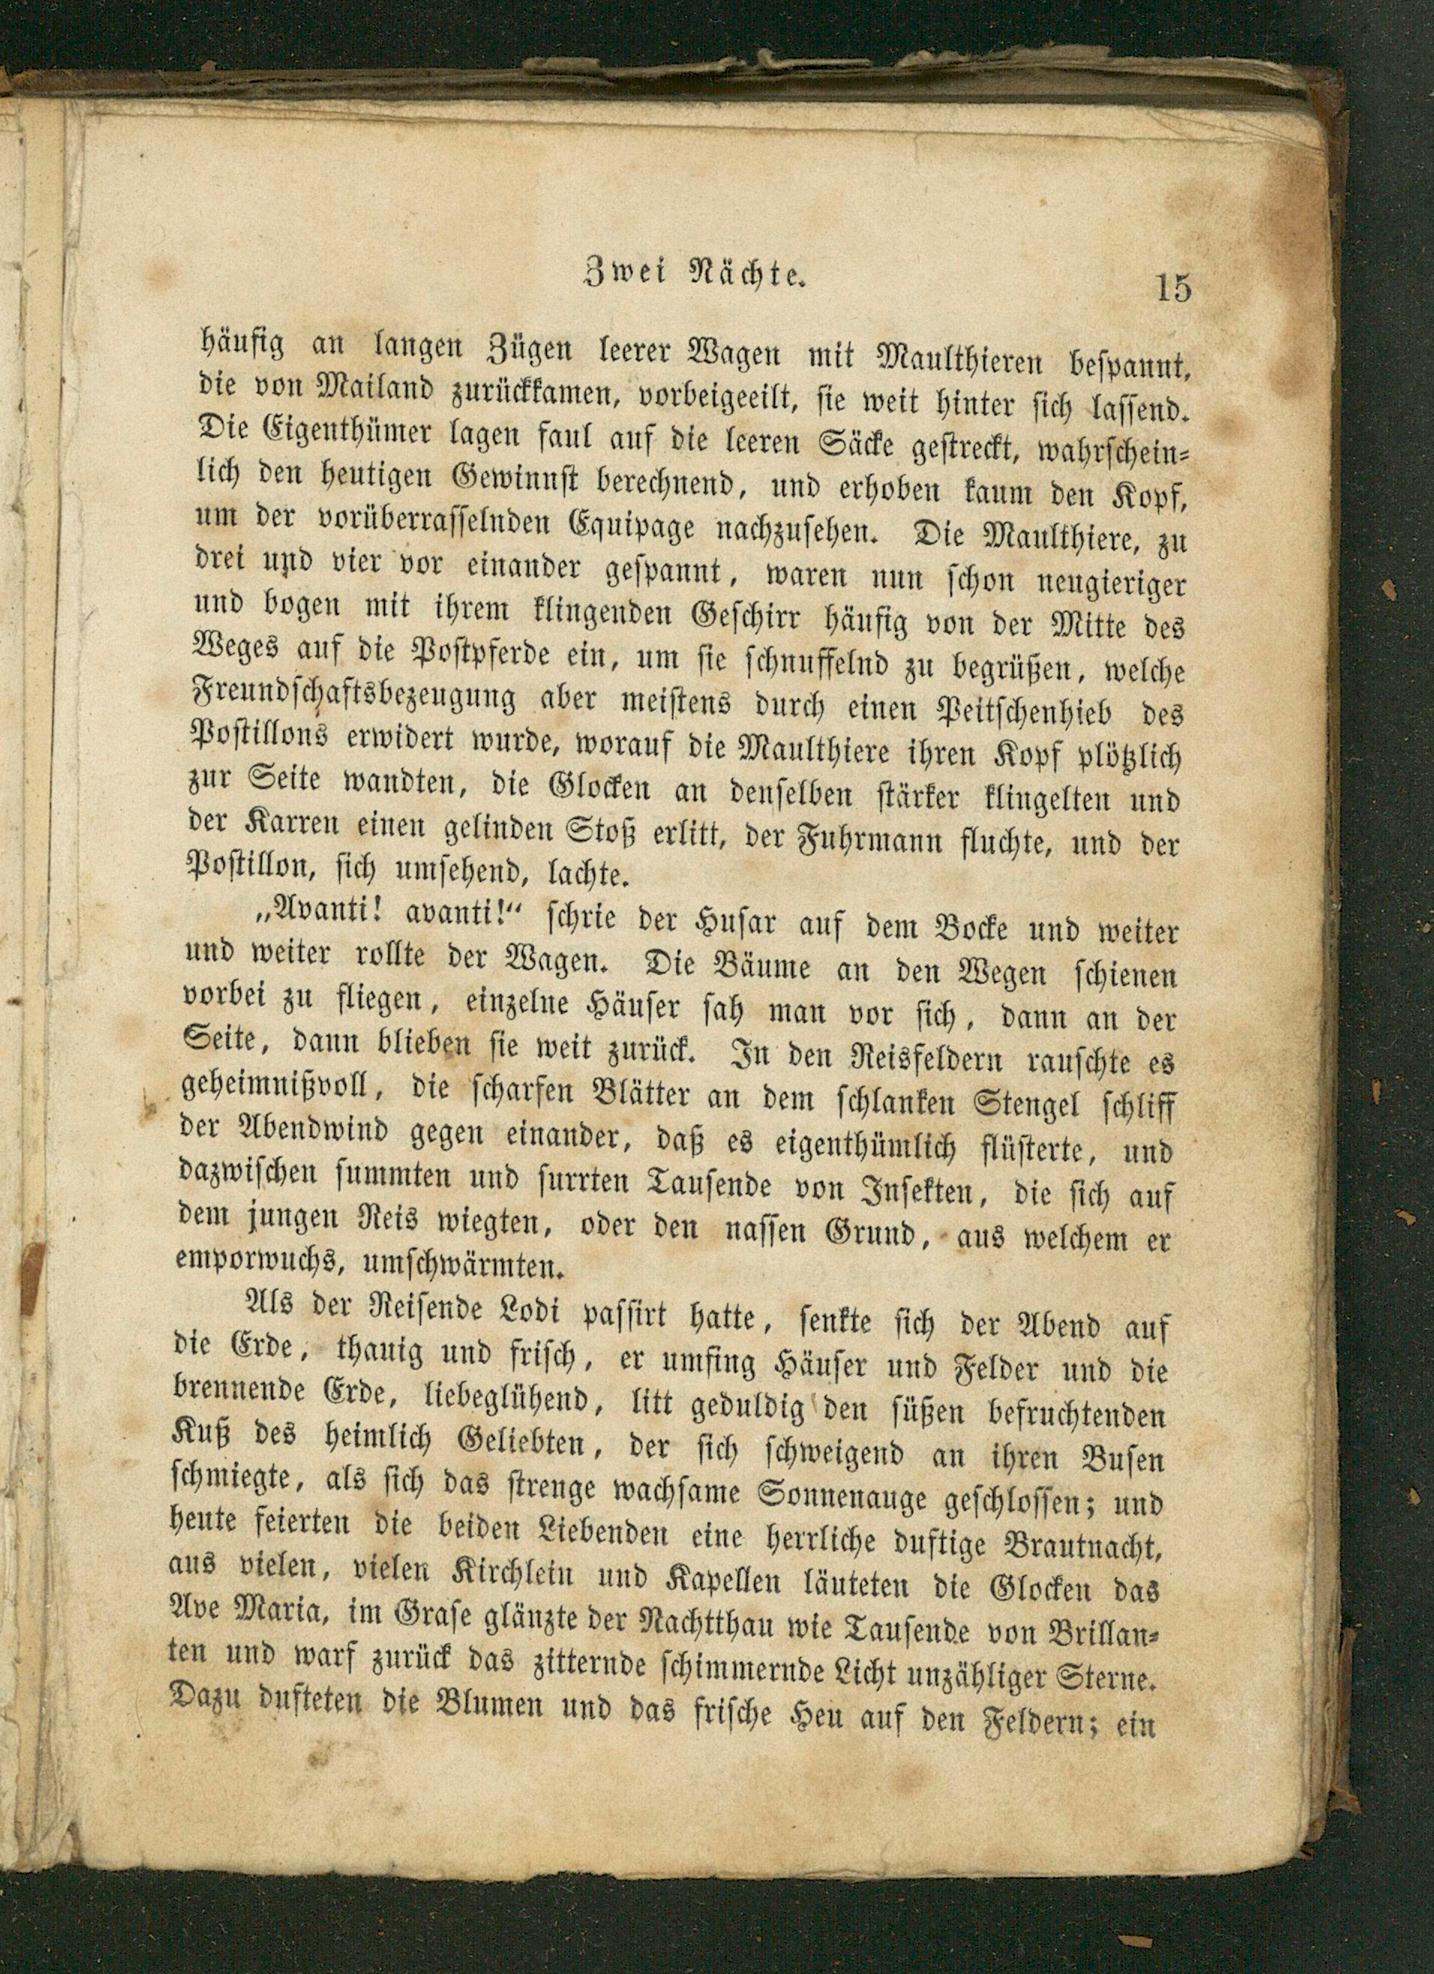 Zwei Nächte.
15
häufig an langen Zügen leerer Wagen mit Maulthieren bespannt,
die von Mailand zurückkamen, vorbeigeeilt, sie weit hinter sich lassend.
Die Eigenthümer lagen faul auf die leeren Säcke gestreckt, wahrschein-
lich den heutigen Gewinnst berechnend, und erhoben kaum den Kopf,
um der vorüberrasselnden Equipage nachzusehen. Die Maulthiere, zu
drei und vier vor einander gespannt, waren nun schon neugieriger
und bogen mit ihrem klingenden Geschirr häufig von der Mitte des
Weges auf die Postpferde ein, um sie schnuffelnd zu begrüßen, welche
Freundschaftsbezeugung aber meistens durch einen Peitschenhieb des
Postillons erwidert wurde, worauf die Maulthiere ihren Kopf plötzlich
zur Seite wandten, die Glocken an denselben stärker klingelten und
der Karren einen gelinden Stoß erlitt, der Fuhrmann fluchte, und der
Postillon, sich umsehend, lachte.
„Avanti! avanti!“ schrie der Husar auf dem Bocke und weiter
und weiter rollte der Wagen. Die Bäume an den Wegen schienen
vorbei zu fliegen, einzelne Häuser sah man vor sich, dann an der
Seite, dann blieben sie weit zurück. In den Reisfeldern rauschte es
geheimnißvoll, die scharfen Blätter an dem schlanken Stengel schliff
der Abendwind gegen einander, daß es eigenthümlich flüsterte, und
dazwischen summten und surrten Tausende von Insekten, die sich auf
dem jungen Reis wiegten, oder den nassen Grund, aus welchem er
emporwuchs, umschwärmten.
Als der Reisende Lodi passirt hatte, senkte sich der Abend auf
die Erde, thauig und frisch, er umfing Häuser und Felder und die
brennende Erde, liebeglühend, litt geduldig den süßen befruchtenden
Kuß des heimlich Geliebten, der sich schweigend an ihren Busen
schmiegte, als sich das strenge wachsame Sonnenauge geschlossen; und
heute feierten die beiden Liebenden eine herrliche duftige Brautnacht,
aus vielen, vielen Kirchlein und Kapellen läuteten die Glocken das
Ave Maria, im Grase glänzte der Nachtthau wie Tausende von Brillan-
ten und warf zurück das zitternde schimmernde Licht unzähliger Sterne.
Dazu dufteten die Blumen und das frische Heu auf den Feldern; ein